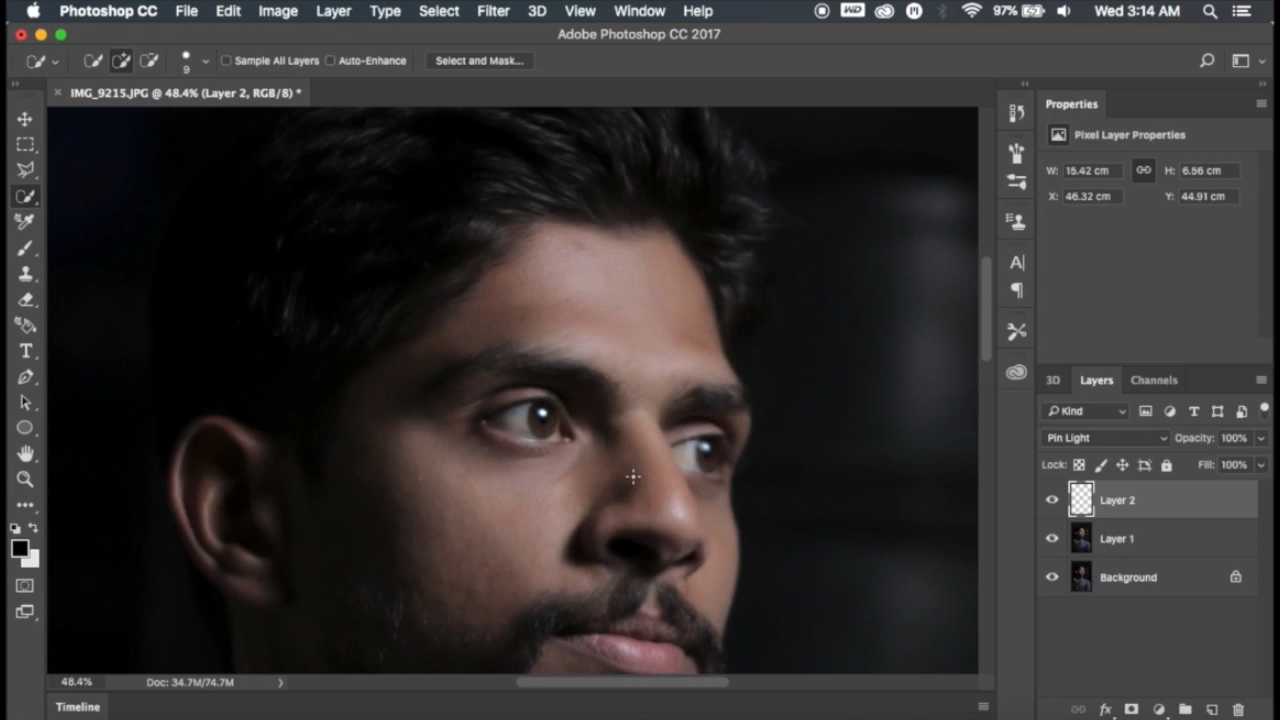 Photoshop CC File Edit Image Layer Type Select Filter 3D View Window Help 97% Wed 3:14 AM
Adobe Photoshop CC 2017
9 Sample All Layers Auto-Enhance Select and Mask...
× IMG_9215.JPG @ 48.4% (Layer 2, RGB/8) *
Properties
Pixel Layer Properties
W: 15.42 cm H: 6.56 cm
X: 46.32 cm Y: 44.91 cm
3D Layers Channels
Kind
Pin Light Opacity: 100%
Lock: Fill: 100%
Layer 2
Layer 1
Background
48.4% Doc: 34.7M/74.7M
Timeline